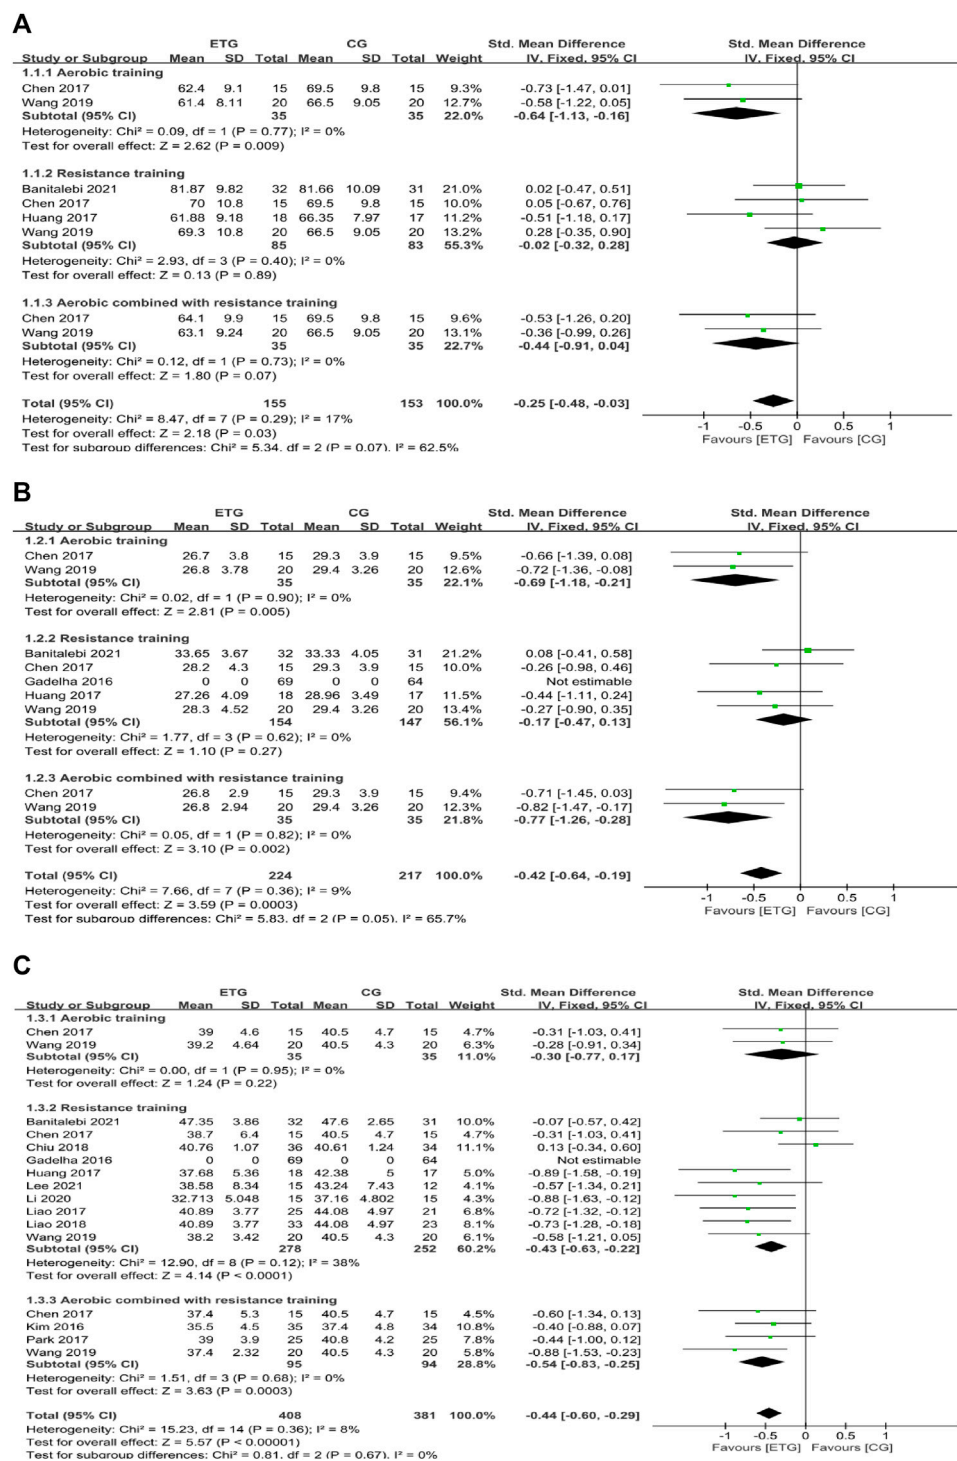 A
ETG CG Std. Mean Difference Std. Mean Difference
Study or Subgroup Mean SD Total Mean SD Total Weight IV, Fixed, 95% CI IV, Fixed, 95% CI
1.1.1 Aerobic training
Chen 2017 62.4 9.1 15 69.5 9.8 15 9.3% -0.73 [-1.47, 0.01]
Wang 2019 61.4 8.11 20 66.5 9.05 20 12.7% -0.58 [-1.22, 0.05]
Subtotal (95% CI) 35 35 22.0% -0.64 [-1.13, -0.16]
Heterogeneity: Chi² = 0.09, df = 1 (P = 0.77); I² = 0%
Test for overall effect: Z = 2.62 (P = 0.009)
1.1.2 Resistance training
Banitalebi 2021 81.87 9.82 32 81.66 10.09 31 21.0% 0.02 [-0.47, 0.51]
Chen 2017 70 10.8 15 69.5 9.8 15 10.0% 0.05 [-0.67, 0.76]
Huang 2017 61.88 9.18 18 66.35 7.97 17 11.2% -0.51 [-1.18, 0.17]
Wang 2019 69.3 10.8 20 66.5 9.05 20 13.2% 0.28 [-0.35, 0.90]
Subtotal (95% CI) 85 83 55.3% -0.02 [-0.32, 0.28]
Heterogeneity: Chi² = 2.93, df = 3 (P = 0.40); I² = 0%
Test for overall effect: Z = 0.13 (P = 0.89)
1.1.3 Aerobic combined with resistance training
Chen 2017 64.1 9.9 15 69.5 9.8 15 9.6% -0.53 [-1.26, 0.20]
Wang 2019 63.1 9.24 20 66.5 9.05 20 13.1% -0.36 [-0.99, 0.26]
Subtotal (95% CI) 35 35 22.7% -0.44 [-0.91, 0.04]
Heterogeneity: Chi² = 0.12, df = 1 (P = 0.73); I² = 0%
Test for overall effect: Z = 1.80 (P = 0.07)
Total (95% CI) 155 153 100.0% -0.25 [-0.48, -0.03]
Heterogeneity: Chi² = 8.47, df = 7 (P = 0.29); I² = 17%
Test for overall effect: Z = 2.18 (P = 0.03)
Test for subgroup differences: Chi² = 5.34, df = 2 (P = 0.07), I² = 62.5%
-1 -0.5 0 0.5 1
Favours [ETG] Favours [CG]
B
ETG CG Std. Mean Difference Std. Mean Difference
Study or Subgroup Mean SD Total Mean SD Total Weight IV, Fixed, 95% CI IV, Fixed, 95% CI
1.2.1 Aerobic training
Chen 2017 26.7 3.8 15 29.3 3.9 15 9.5% -0.66 [-1.39, 0.08]
Wang 2019 26.8 3.78 20 29.4 3.26 20 12.6% -0.72 [-1.36, -0.08]
Subtotal (95% CI) 35 35 22.1% -0.69 [-1.18, -0.21]
Heterogeneity: Chi² = 0.02, df = 1 (P = 0.90); I² = 0%
Test for overall effect: Z = 2.81 (P = 0.005)
1.2.2 Resistance training
Banitalebi 2021 33.65 3.67 32 33.33 4.05 31 21.2% 0.08 [-0.41, 0.58]
Chen 2017 28.2 4.3 15 29.3 3.9 15 10.0% -0.26 [-0.98, 0.46]
Gadelha 2016 0 0 69 0 0 64 Not estimable
Huang 2017 27.26 4.09 18 28.96 3.49 17 11.5% -0.44 [-1.11, 0.24]
Wang 2019 28.3 4.52 20 29.4 3.26 20 13.4% -0.27 [-0.90, 0.35]
Subtotal (95% CI) 154 147 56.1% -0.17 [-0.47, 0.13]
Heterogeneity: Chi² = 1.77, df = 3 (P = 0.62); I² = 0%
Test for overall effect: Z = 1.10 (P = 0.27)
1.2.3 Aerobic combined with resistance training
Chen 2017 26.8 2.9 15 29.3 3.9 15 9.4% -0.71 [-1.45, 0.03]
Wang 2019 26.8 2.94 20 29.4 3.26 20 12.3% -0.82 [-1.47, -0.17]
Subtotal (95% CI) 35 35 21.8% -0.77 [-1.26, -0.28]
Heterogeneity: Chi² = 0.05, df = 1 (P = 0.82); I² = 0%
Test for overall effect: Z = 3.10 (P = 0.002)
Total (95% CI) 224 217 100.0% -0.42 [-0.64, -0.19]
Heterogeneity: Chi² = 7.66, df = 7 (P = 0.36); I² = 9%
Test for overall effect: Z = 3.59 (P = 0.0003)
Test for subgroup differences: Chi² = 5.83, df = 2 (P = 0.05), I² = 65.7%
-1 -0.5 0 0.5 1
Favours [ETG] Favours [CG]
C
ETG CG Std. Mean Difference Std. Mean Difference
Study or Subgroup Mean SD Total Mean SD Total Weight IV, Fixed, 95% CI IV, Fixed, 95% CI
1.3.1 Aerobic training
Chen 2017 39 4.6 15 40.5 4.7 15 4.7% -0.31 [-1.03, 0.41]
Wang 2019 39.2 4.64 20 40.5 4.3 20 6.3% -0.28 [-0.91, 0.34]
Subtotal (95% CI) 35 35 11.0% -0.30 [-0.77, 0.17]
Heterogeneity: Chi² = 0.00, df = 1 (P = 0.95); I² = 0%
Test for overall effect: Z = 1.24 (P = 0.22)
1.3.2 Resistance training
Banitalebi 2021 47.35 3.86 32 47.6 2.65 31 10.0% -0.07 [-0.57, 0.42]
Chen 2017 38.7 6.4 15 40.5 4.7 15 4.7% -0.31 [-1.03, 0.41]
Chiu 2018 40.76 1.07 36 40.61 1.24 34 11.1% 0.13 [-0.34, 0.60]
Gadelha 2016 0 0 69 0 0 64 Not estimable
Huang 2017 37.68 5.36 18 42.38 5 17 5.0% -0.89 [-1.58, -0.19]
Lee 2021 38.58 8.34 15 43.24 7.43 12 4.1% -0.57 [-1.34, 0.21]
Li 2020 32.713 5.048 15 37.16 4.802 15 4.3% -0.88 [-1.63, -0.12]
Liao 2017 40.89 3.77 25 44.08 4.97 21 6.8% -0.72 [-1.32, -0.12]
Liao 2018 40.89 3.77 33 44.08 4.97 23 8.1% -0.73 [-1.28, -0.18]
Wang 2019 38.2 3.42 20 40.5 4.3 20 6.1% -0.58 [-1.21, 0.05]
Subtotal (95% CI) 278 252 60.2% -0.43 [-0.63, -0.22]
Heterogeneity: Chi² = 12.90, df = 8 (P = 0.12); I² = 38%
Test for overall effect: Z = 4.14 (P < 0.0001)
1.3.3 Aerobic combined with resistance training
Chen 2017 37.4 5.3 15 40.5 4.7 15 4.5% -0.60 [-1.34, 0.13]
Kim 2016 35.5 4.5 35 37.4 4.8 34 10.8% -0.40 [-0.88, 0.07]
Park 2017 39 3.9 25 40.8 4.2 25 7.8% -0.44 [-1.00, 0.12]
Wang 2019 37.4 2.32 20 40.5 4.3 20 5.7% -0.88 [-1.53, -0.23]
Subtotal (95% CI) 95 94 28.8% -0.54 [-0.83, -0.25]
Heterogeneity: Chi² = 1.51, df = 3 (P = 0.68); I² = 0%
Test for overall effect: Z = 3.63 (P = 0.0003)
Total (95% CI) 408 381 100.0% -0.44 [-0.60, -0.29]
Heterogeneity: Chi² = 15.23, df = 14 (P = 0.36); I² = 8%
Test for overall effect: Z = 5.57 (P < 0.00001)
Test for subgroup differences: Chi² = 0.81, df = 2 (P = 0.67), I² = 0%
-1 -0.5 0 0.5 1
Favours [ETG] Favours [CG]